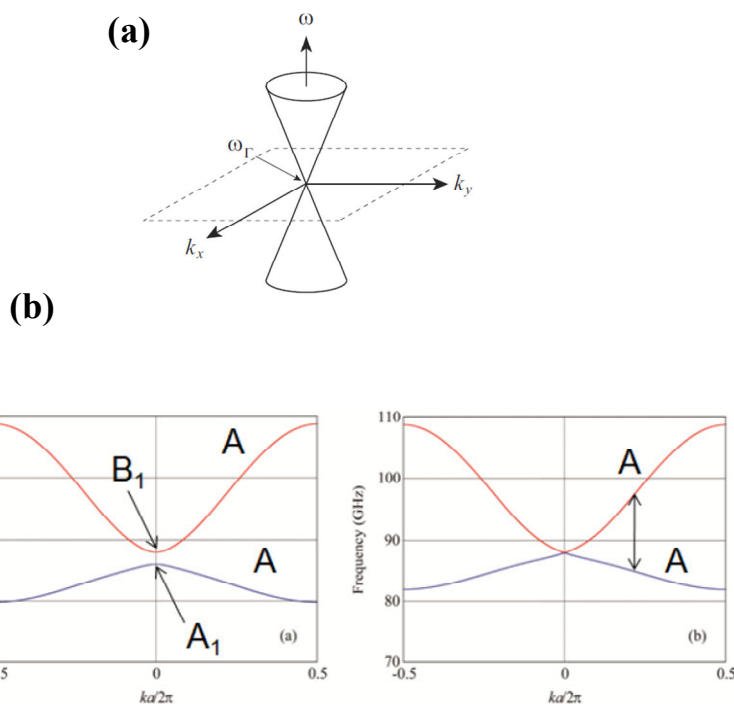 (a)
ω
ωΓ
ky
kx
(b)
A
B1
A
A1
(a)
5
0
0.5
ka/2π
110
100
90
80
70
Frequency (GHz)
A
A
(b)
-0.5
0
0.5
ka/2π